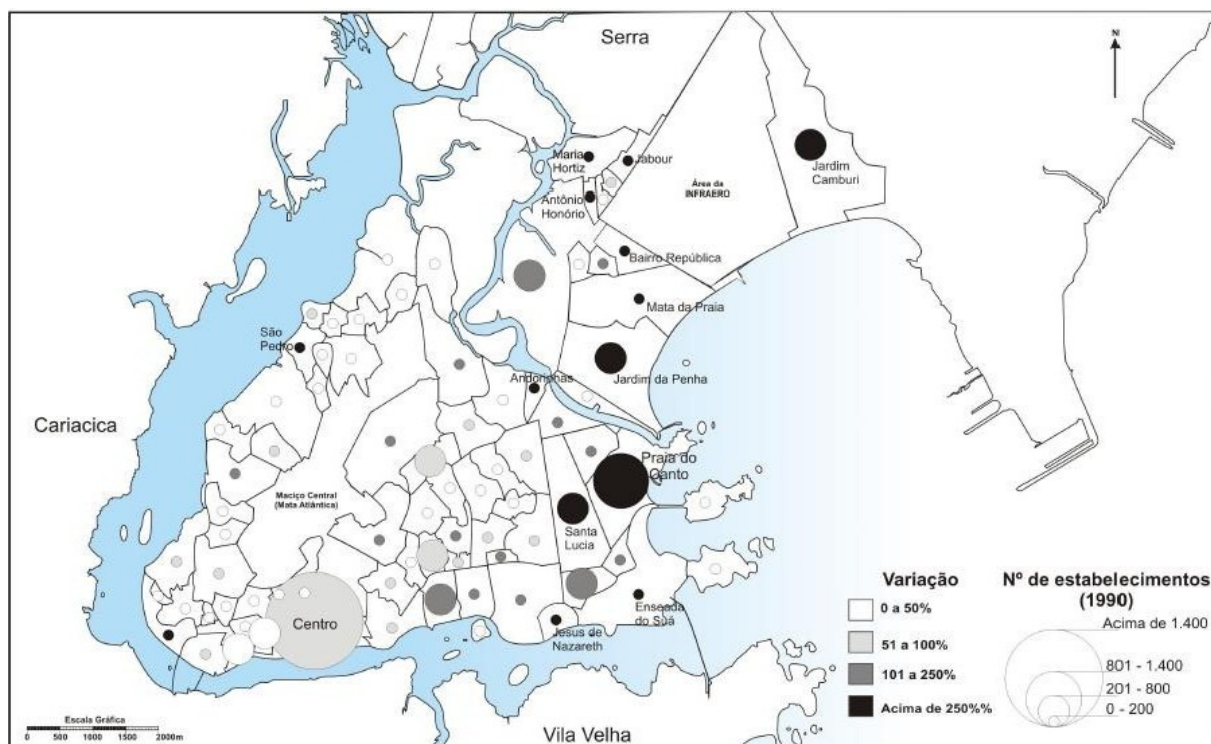 Serra
N
Maria
Hortiz
Jabour
Jardim
Camburi
Área da
INFRAERO
Antônio
Honório
Bairro República
Mata da Praia
São
Pedro
Andorinhas
Jardim da Penha
Cariacica
Praia do
Canto
Maciço Central
(Mata Atlântica)
Santa
Lucia
Centro
Jesus de
Nazareth
Enseada
do Suá
Variação
0 a 50%
51 a 100%
101 a 250%
Acima de 250%%
Nº de estabelecimentos
(1990)
Acima de 1.400
801 - 1.400
201 - 800
0 - 200
Escala Gráfica
0 500 1000 1500 2000m
Vila Velha